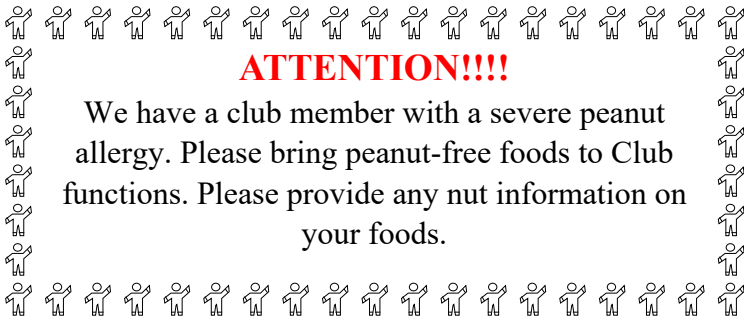 ATTENTION!!!!
We have a club member with a severe peanut
allergy. Please bring peanut-free foods to Club
functions. Please provide any nut information on
your foods.